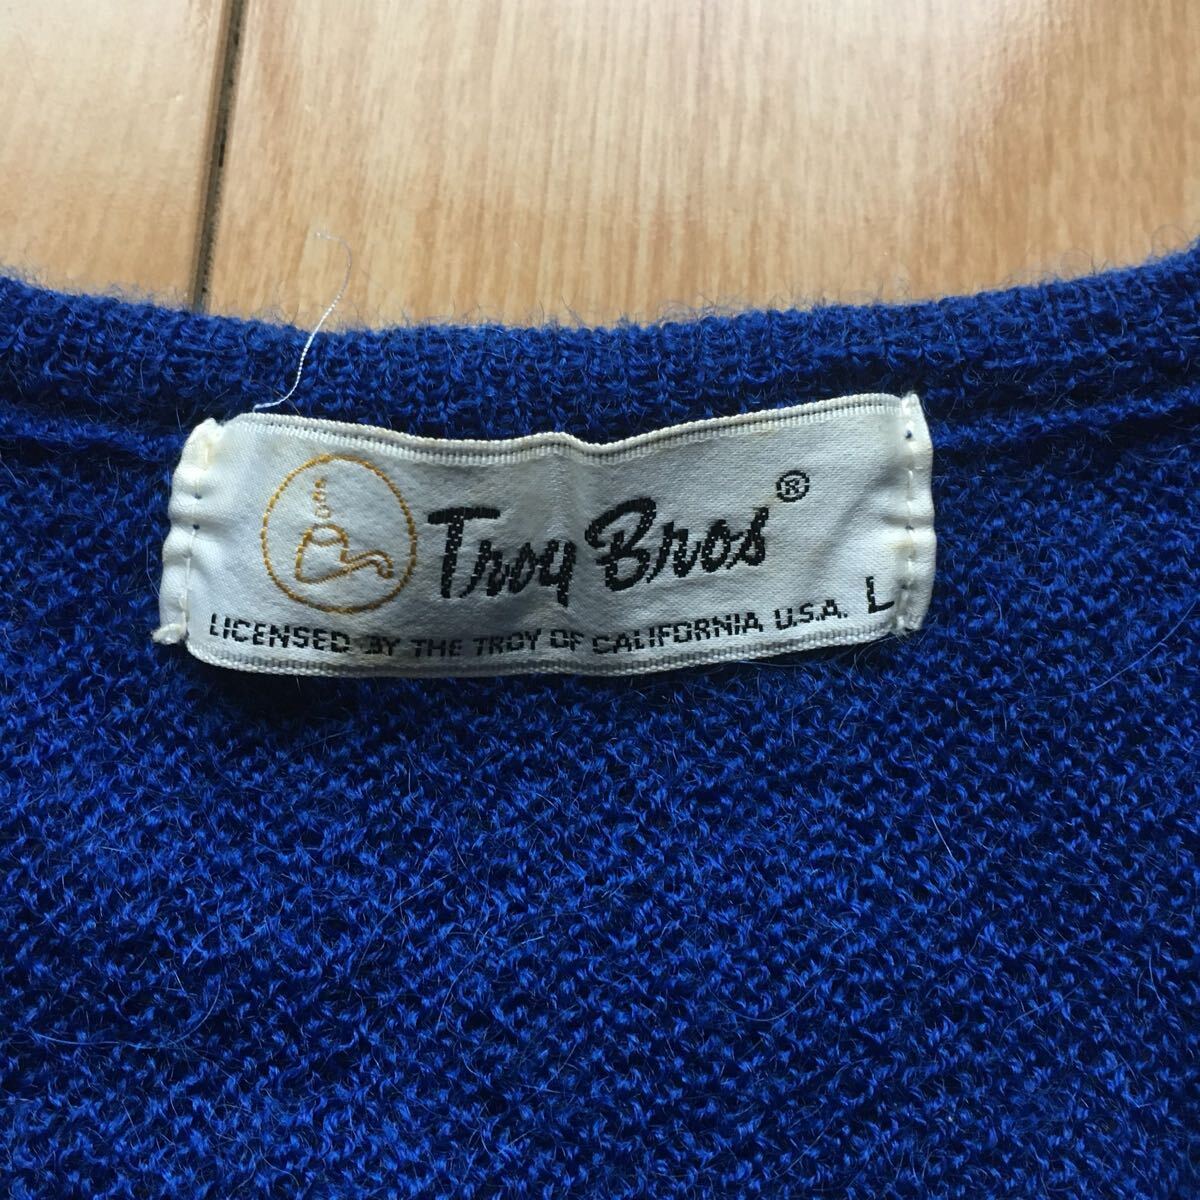 Troy Bros®
LICENSED BY THE TROY OF CALIFORNIA U.S.A. L